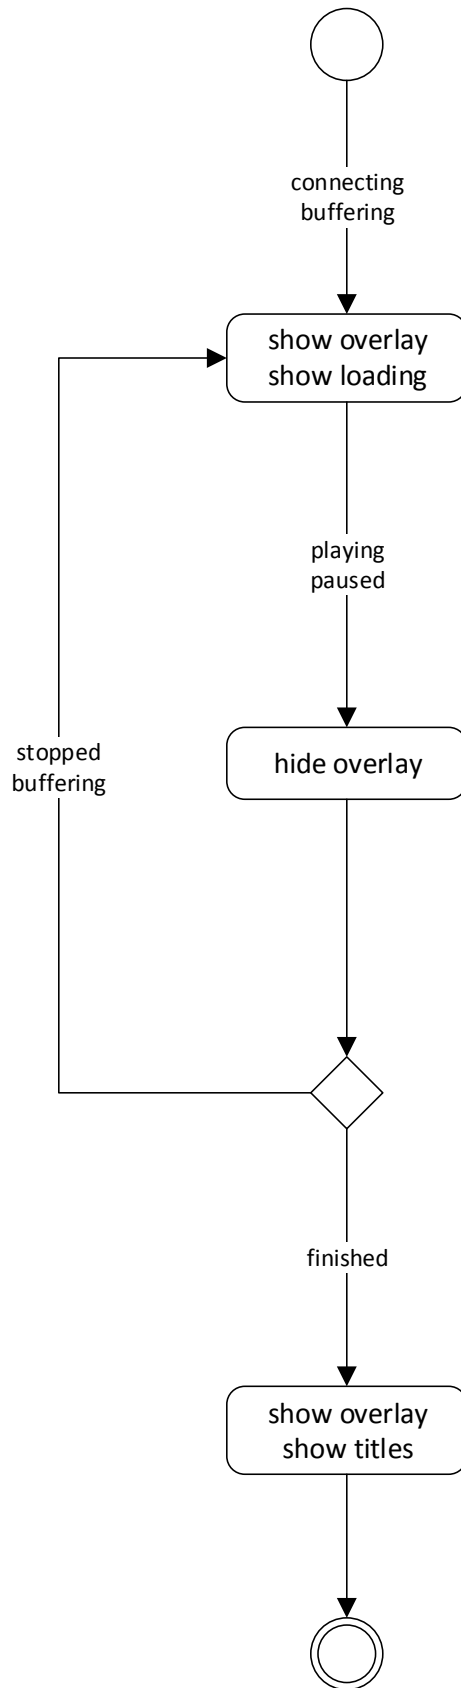 connecting
buffering
show overlay
show loading
playing
paused
stopped
buffering
hide overlay
finished
show overlay
show titles